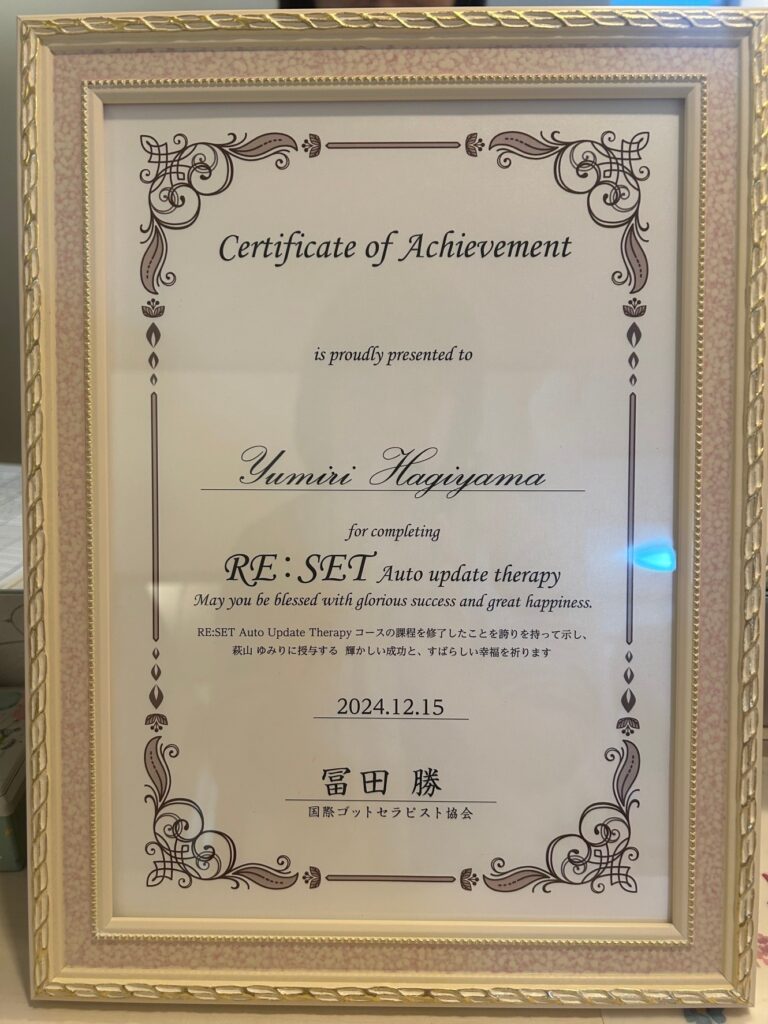 Certificate of Achievement
is proudly presented to
Yumiri Hagiyama
for completing
RE:SET Auto update therapy
May you be blessed with glorious success and great happiness.
RE:SET Auto Update Therapy コースの課程を修了したことを誇りを持って示し、
萩山 ゆみりに授与する 輝かしい成功と、すばらしい幸福を祈ります
2024.12.15
冨田 勝
国際ゴットセラピスト協会